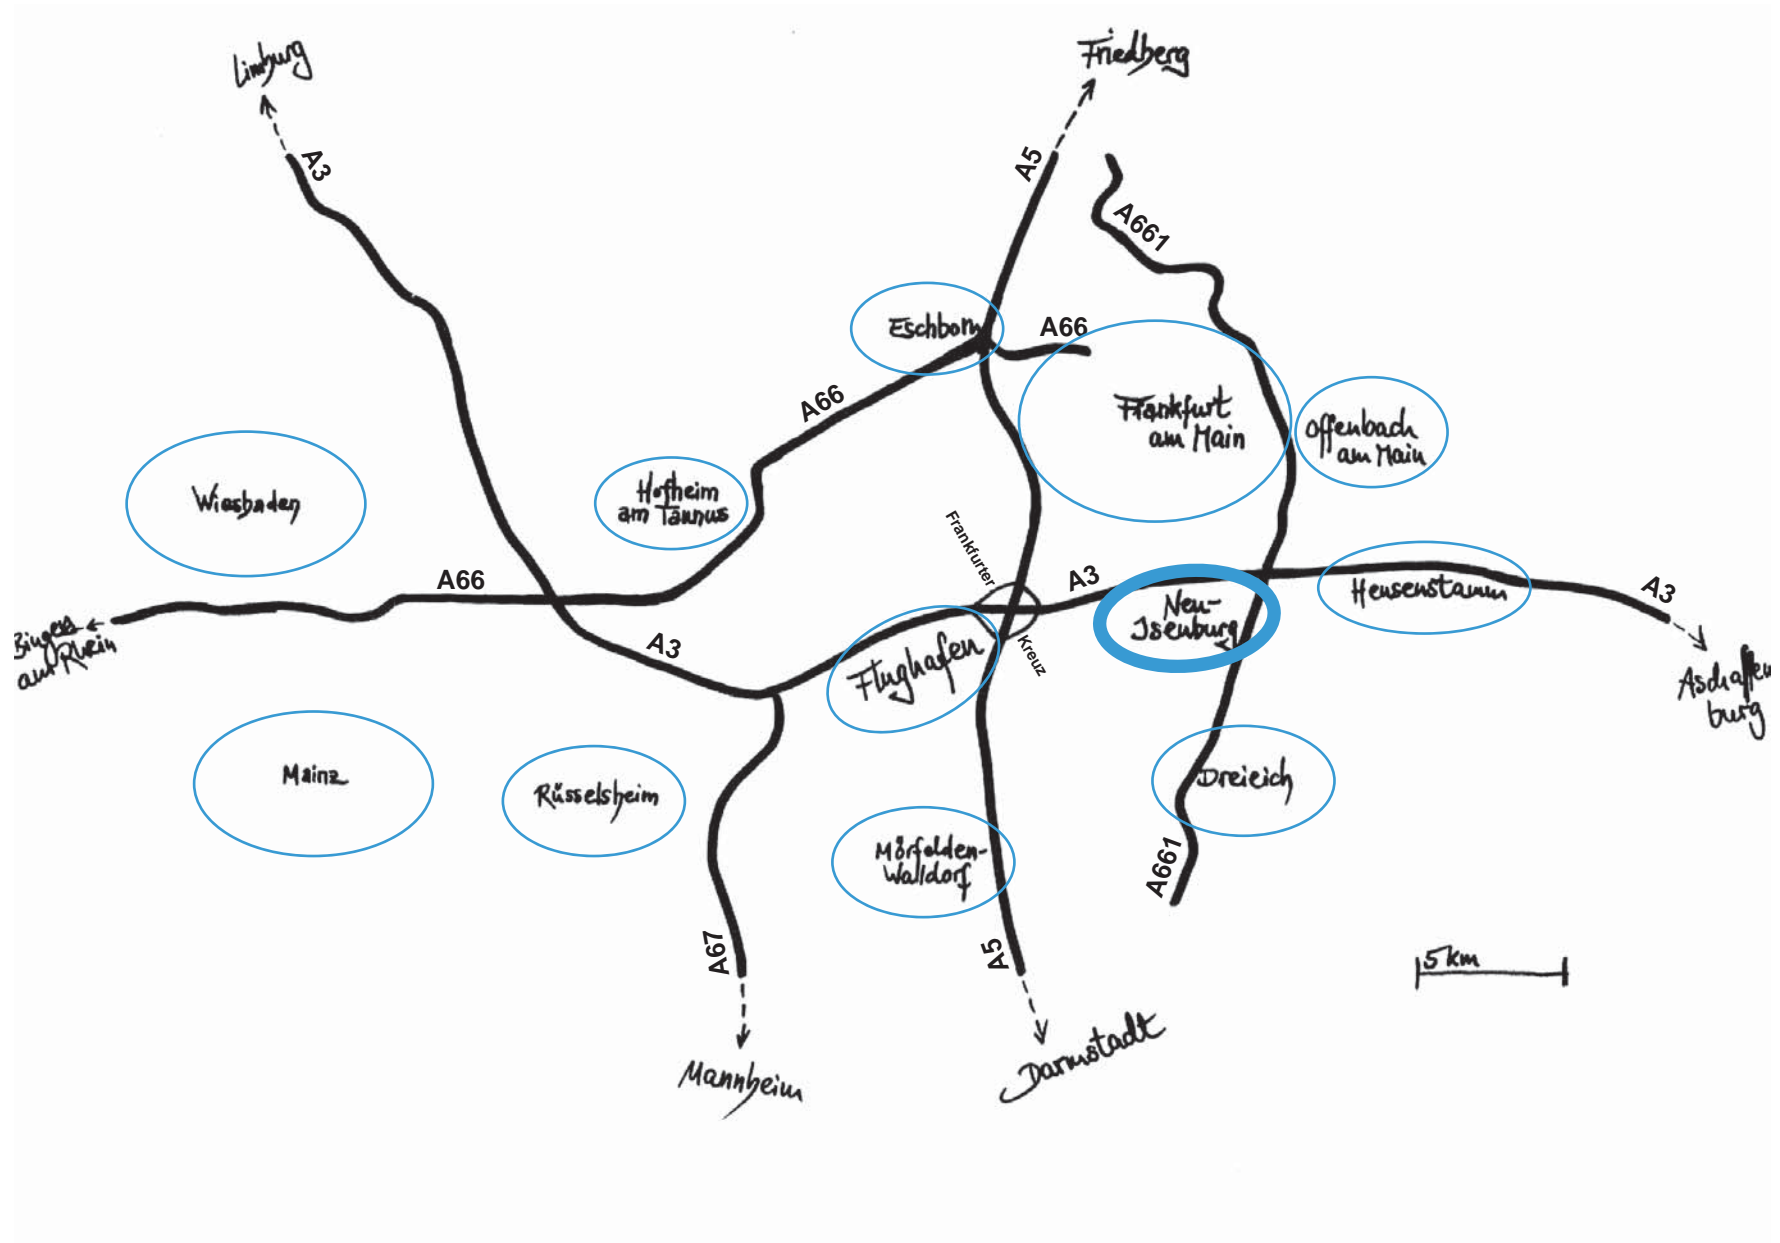 Limburg
Friedberg
A3
A5
A661
Eschborn
A66
A66
Frankfurt
am Main
Offenbach
am Main
Wiesbaden
Hofheim
am Taunus
Frankfurter
Kreuz
A66
A3
A3
Neu-
Isenburg
Heusenstamm
A3
Bingen
am Rhein
Flughafen
Aschaffen
burg
Mainz
Rüsselsheim
Dreieich
Mörfelden-
Walldorf
A661
A67
A5
5 km
Mannheim
Darmstadt